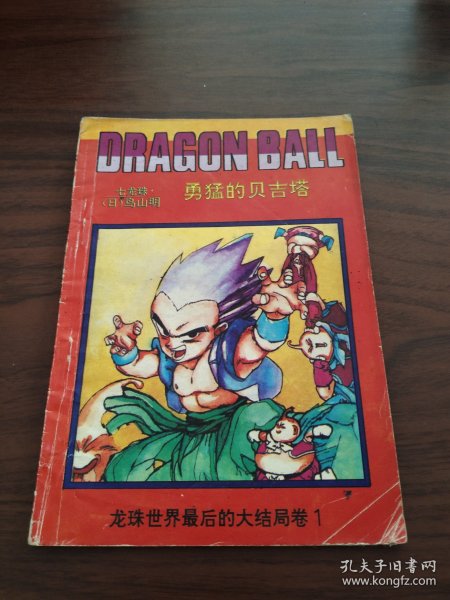 DRAGON BALL
七龙珠·
(日)鸟山明
勇猛的贝吉塔
龙珠世界最后的大结局卷1
孔夫子旧书网
www.kongfz.com